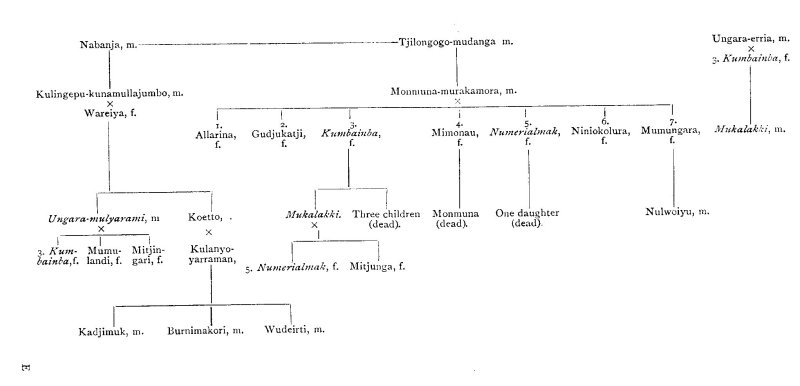 Nabanja, m. Tjilongogo-mudanga m. Ungara-erria, m.
×
3. Kumbainba, f.
Kulingepu-kunamullajumbo, m. Monmuna-murakamora, m.
× ×
Wareiya, f.
1. 2. 3. 4. 5. 6. 7.
Allarina, Gudjukatji, Kumbainba, Mimonau, Numerialmak, Niniokolura, Mumungara, Mukalakki, m.
f. f. f. f. f. f. f.
Ungara-mulyarami, m Koetto, . Mukalakki. Three children Monmuna One daughter Nulwoiyu, m.
× × × (dead). (dead). (dead).
3. Kum- Mumu- Mitjin- Kulanyo-
bainba, f. landi, f. gari, f. yarraman, 5. Numerialmak, f. Mitjunga, f.
Kadjimuk, m. Burnimakori, m. Wudeirti, m.